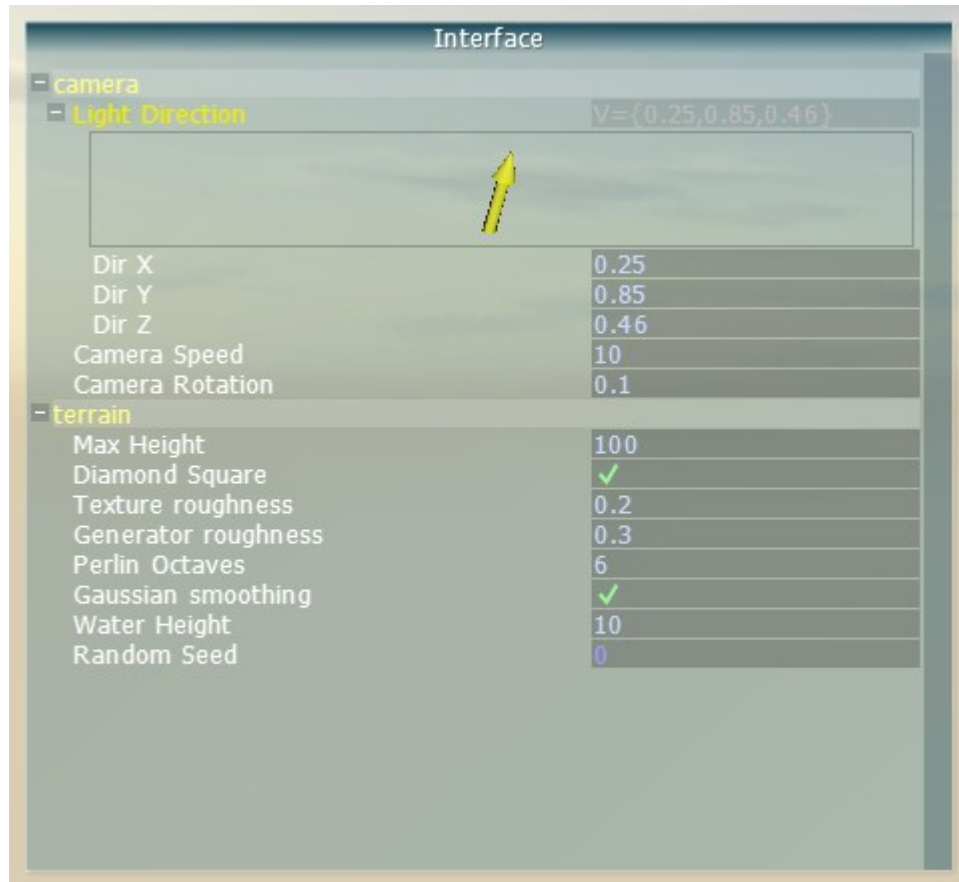 Interface
camera
Light Direction V={0.25,0.85,0.46}
Dir X 0.25
Dir Y 0.85
Dir Z 0.46
Camera Speed 10
Camera Rotation 0.1
terrain
Max Height 100
Diamond Square ✓
Texture roughness 0.2
Generator roughness 0.3
Perlin Octaves 6
Gaussian smoothing ✓
Water Height 10
Random Seed 0